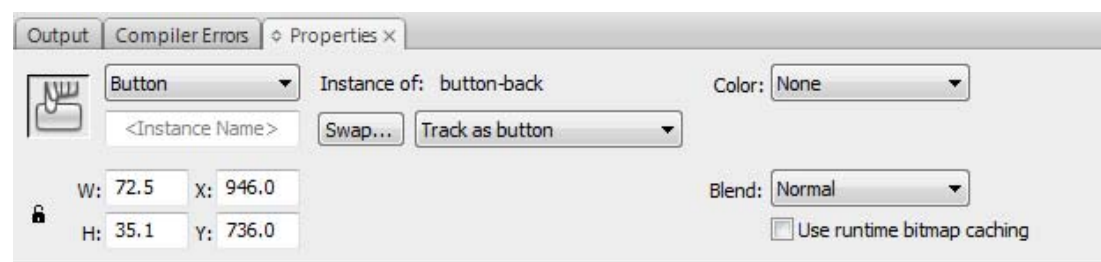 Output Compiler Errors Properties ×
Button Instance of: button-back Color: None
<Instance Name> Swap... Track as button
W: 72.5 X: 946.0 Blend: Normal
H: 35.1 Y: 736.0 Use runtime bitmap caching